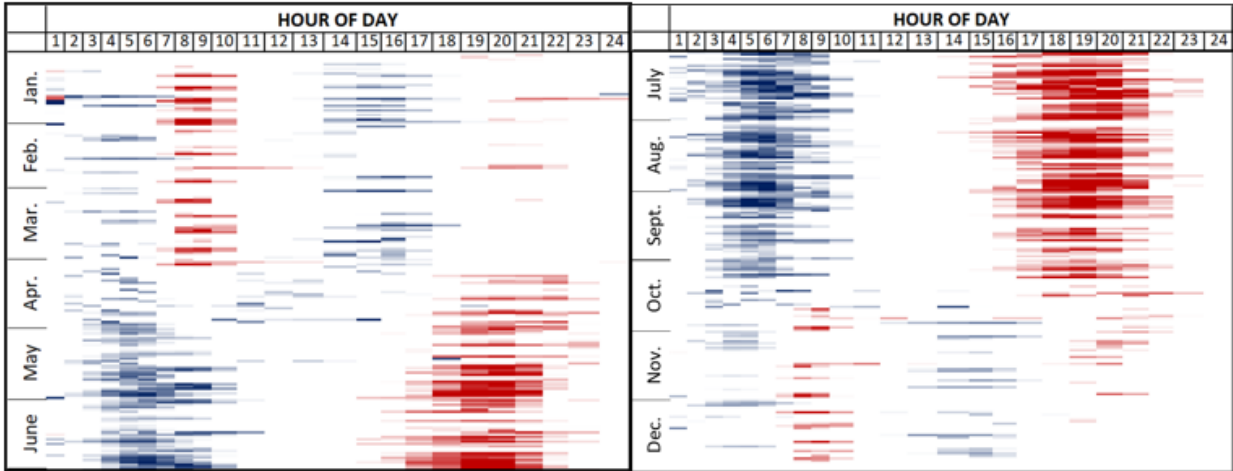 HOUR OF DAY
1 2 3 4 5 6 7 8 9 10 11 12 13 14 15 16 17 18 19 20 21 22 23 24
Jan.
Feb.
Mar.
Apr.
May
June
HOUR OF DAY
1 2 3 4 5 6 7 8 9 10 11 12 13 14 15 16 17 18 19 20 21 22 23 24
July
Aug.
Sept.
Oct.
Nov.
Dec.